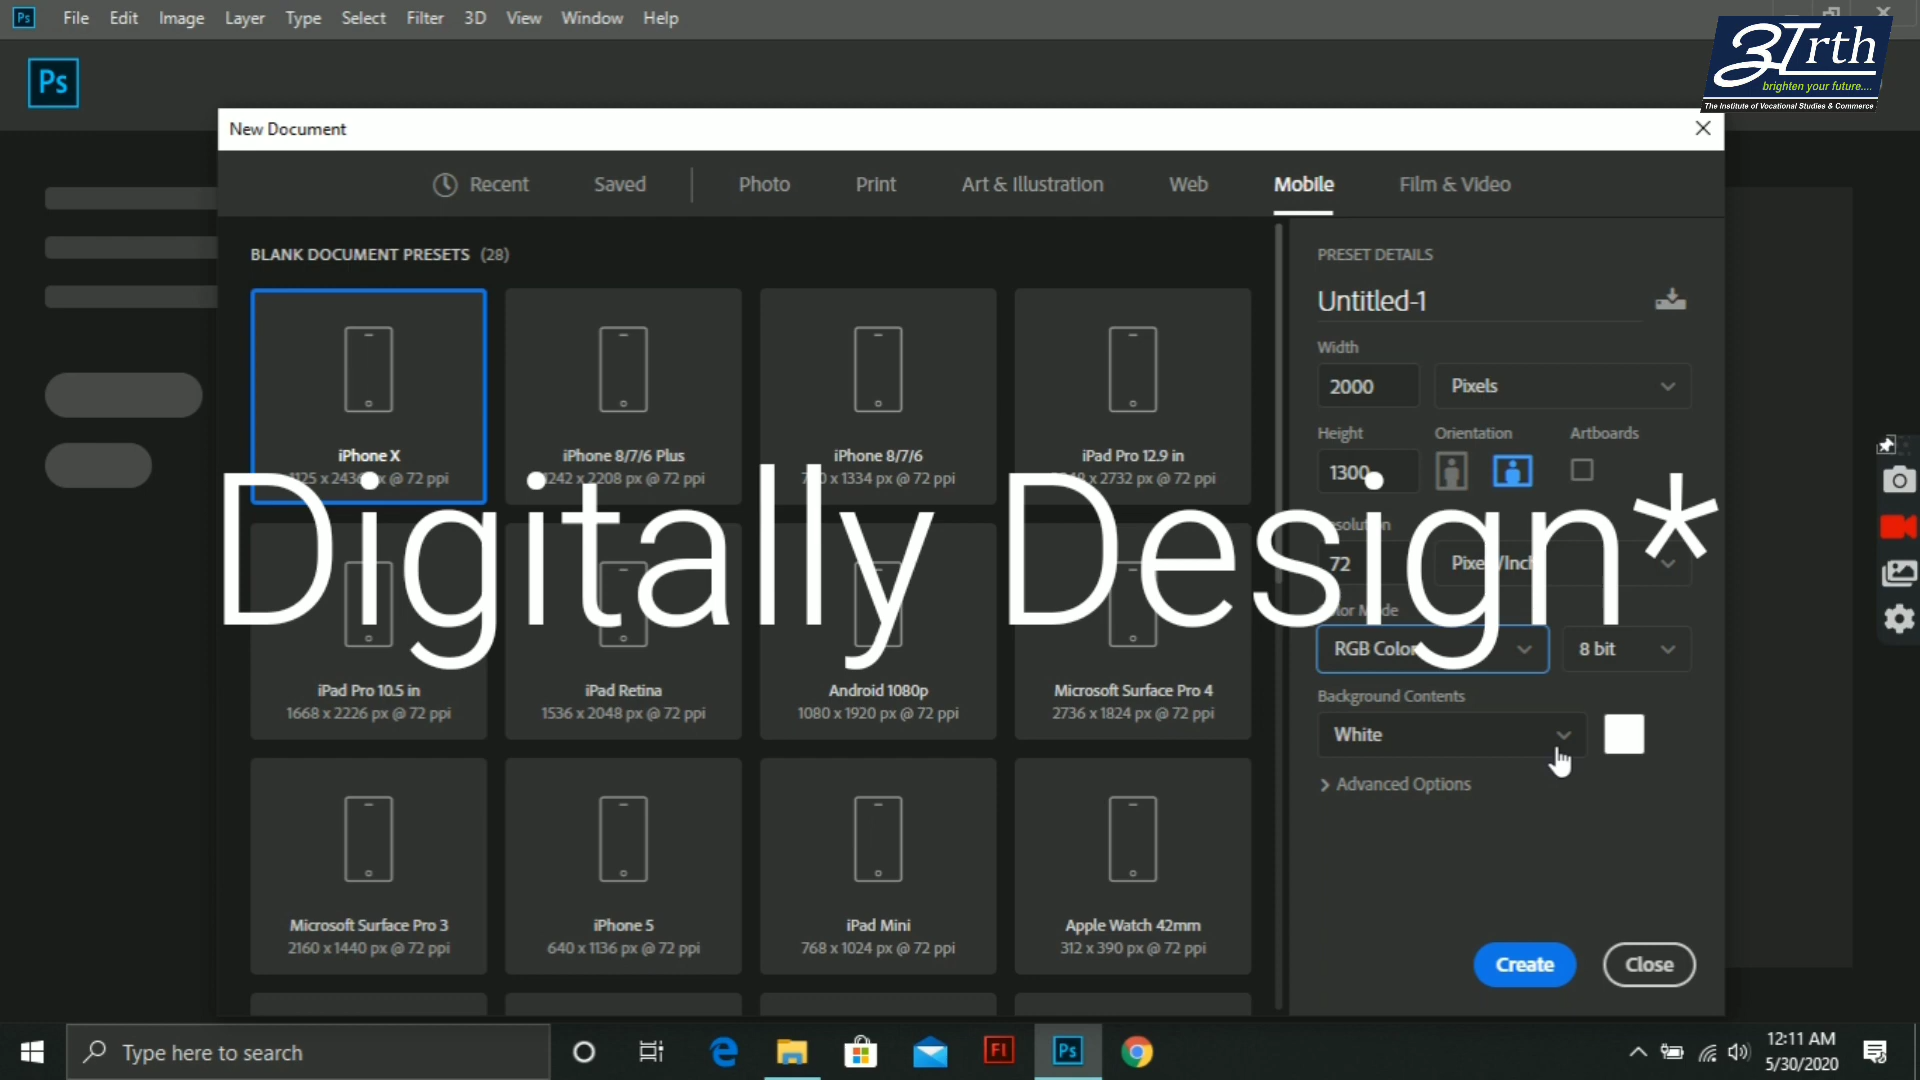 Ps File Edit Image Layer Type Select Filter 3D View Window Help
3Trth
brighten your future....
The Institute of Vocational Studies & Commerce
Ps
New Document
Recent Saved Photo Print Art & Illustration Web Mobile Film & Video
BLANK DOCUMENT PRESETS (28)
iPhone X
iPhone 8/7/6 Plus
1242 x 2208 px @ 72 ppi
iPhone 8/7/6
x 1334 px @ 72 ppi
iPad Pro 12.9 in
x 2732 px @ 72 ppi
Digitally Design*
iPad Pro 10.5 in
1668 x 2226 px @ 72 ppi
iPad Retina
1536 x 2048 px @ 72 ppi
Android 1080p
1080 x 1920 px @ 72 ppi
Microsoft Surface Pro 4
2736 x 1824 px @ 72 ppi
Microsoft Surface Pro 3
2160 x 1440 px @ 72 ppi
iPhone 5
640 x 1136 px @ 72 ppi
iPad Mini
768 x 1024 px @ 72 ppi
Apple Watch 42mm
312 x 390 px @ 72 ppi
PRESET DETAILS
Untitled-1
Width
2000 Pixels
Height Orientation Artboards
1300
72
RGB Color 8 bit
Background Contents
White
Advanced Options
Create Close
Type here to search
Fl
Ps
12:11 AM
5/30/2020